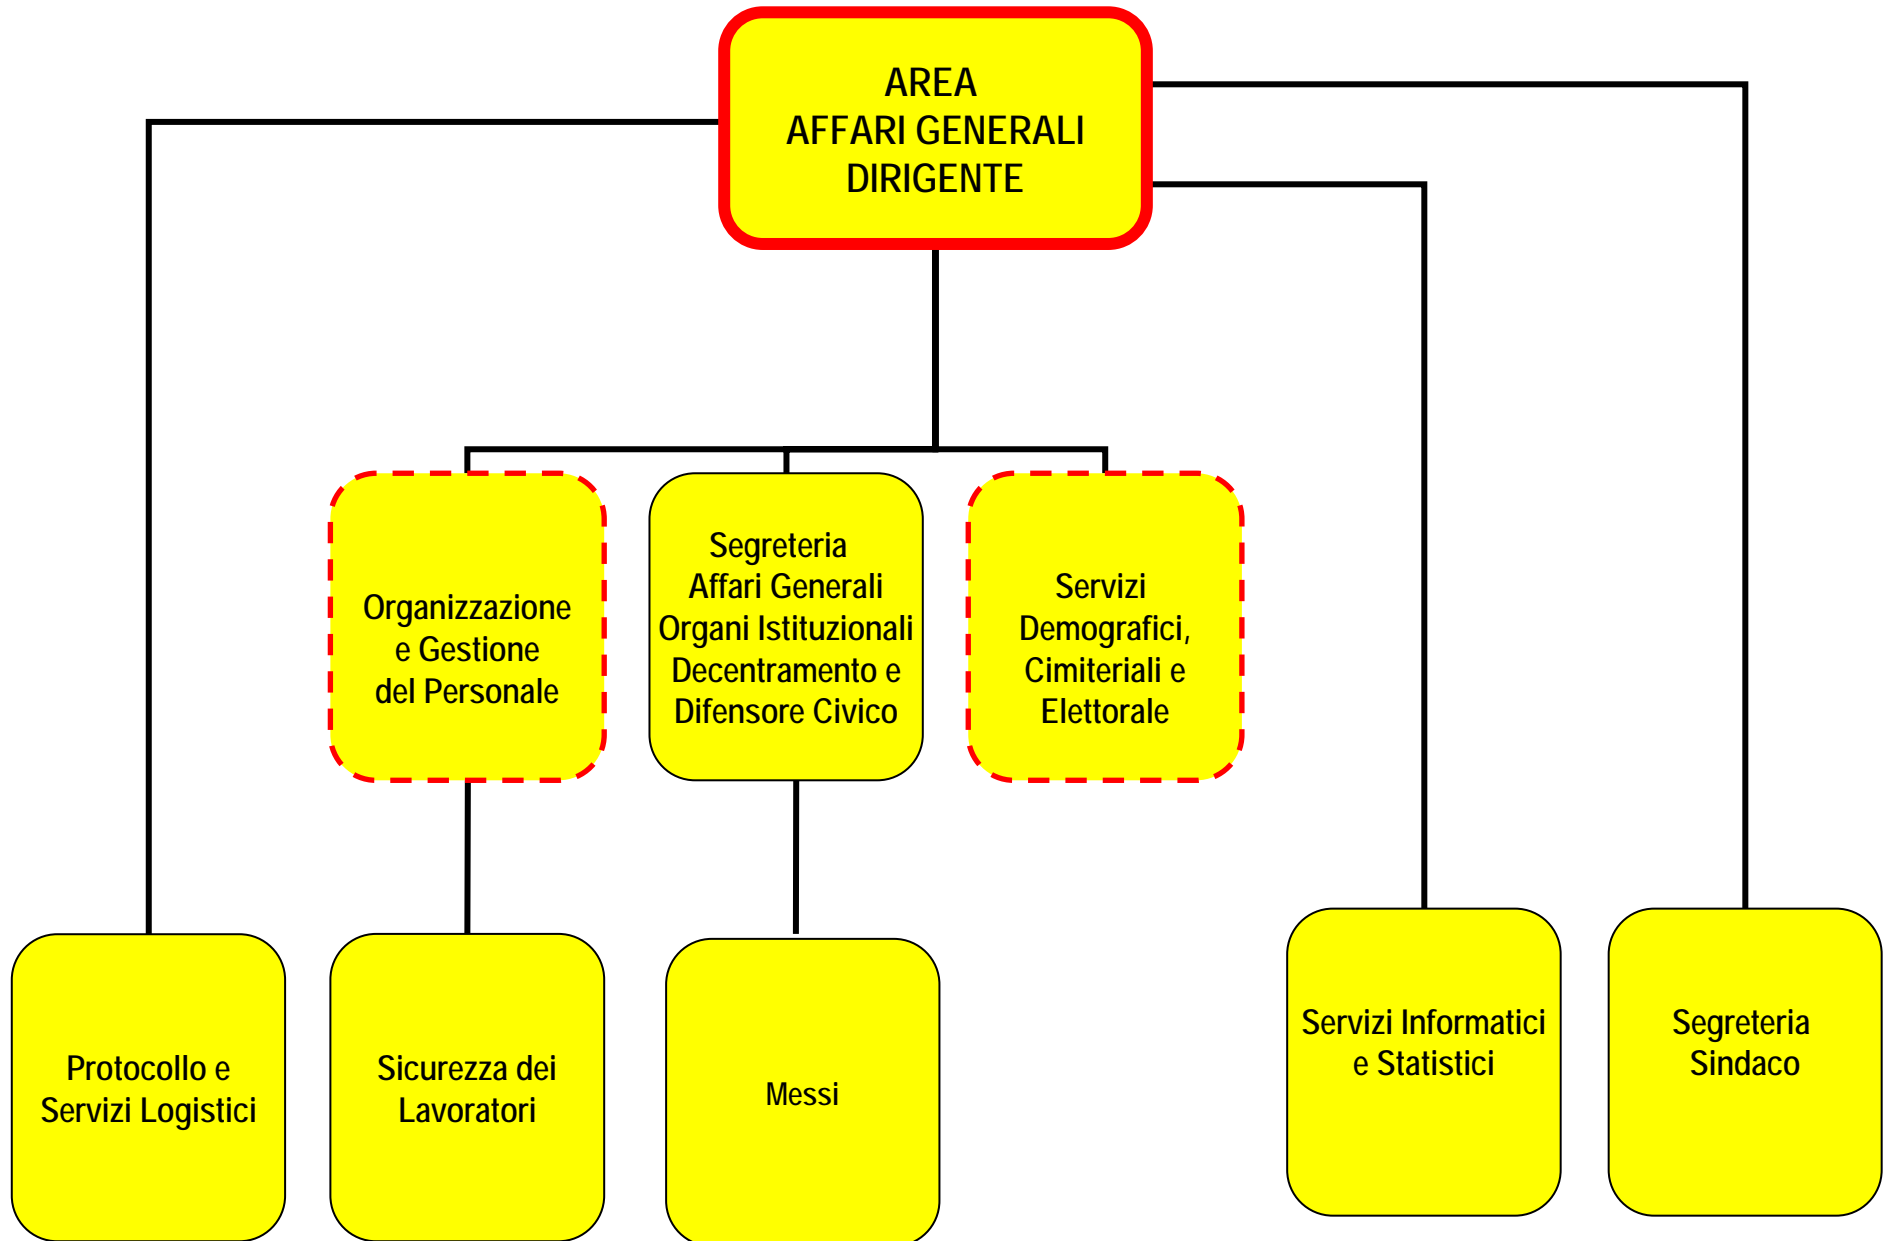 AREA
AFFARI GENERALI
DIRIGENTE
Organizzazione
e Gestione
del Personale
Segreteria
Affari Generali
Organi Istituzionali
Decentramento e
Difensore Civico
Servizi
Demografici,
Cimiteriali e
Elettorale
Protocollo e
Servizi Logistici
Sicurezza dei
Lavoratori
Messi
Servizi Informatici
e Statistici
Segreteria
Sindaco